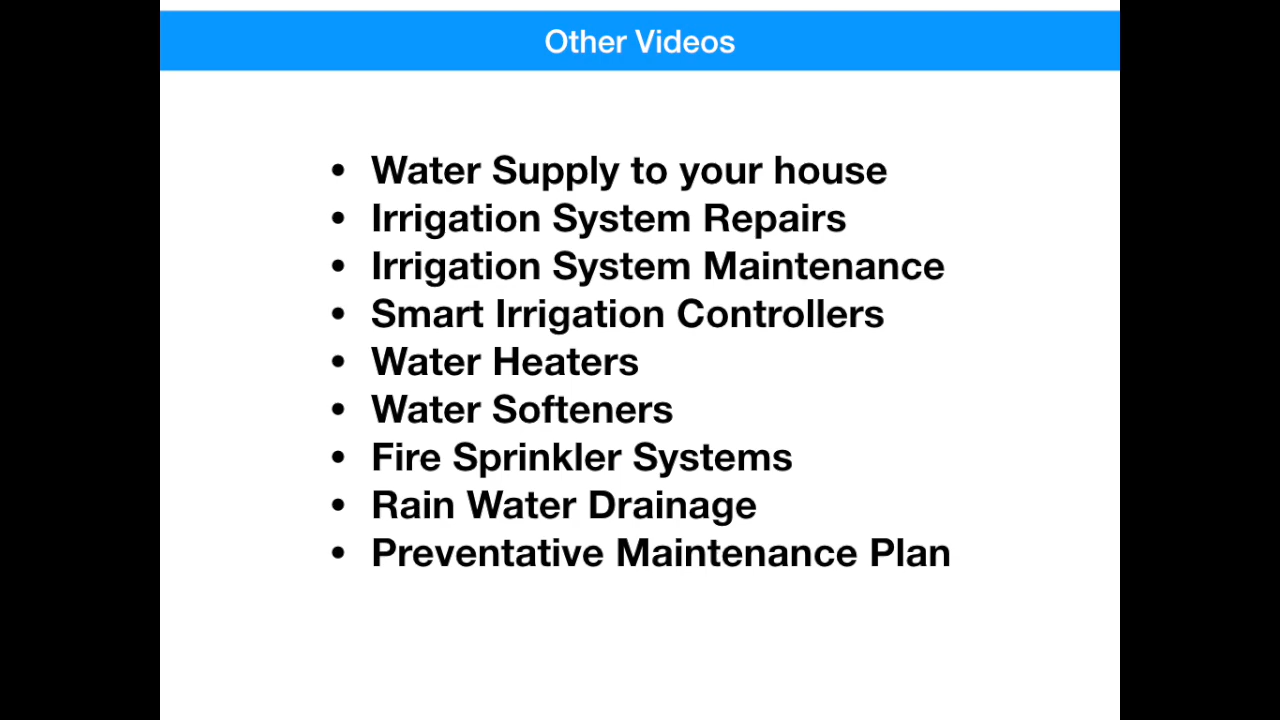 Other Videos
• Water Supply to your house
• Irrigation System Repairs
• Irrigation System Maintenance
• Smart Irrigation Controllers
• Water Heaters
• Water Softeners
• Fire Sprinkler Systems
• Rain Water Drainage
• Preventative Maintenance Plan